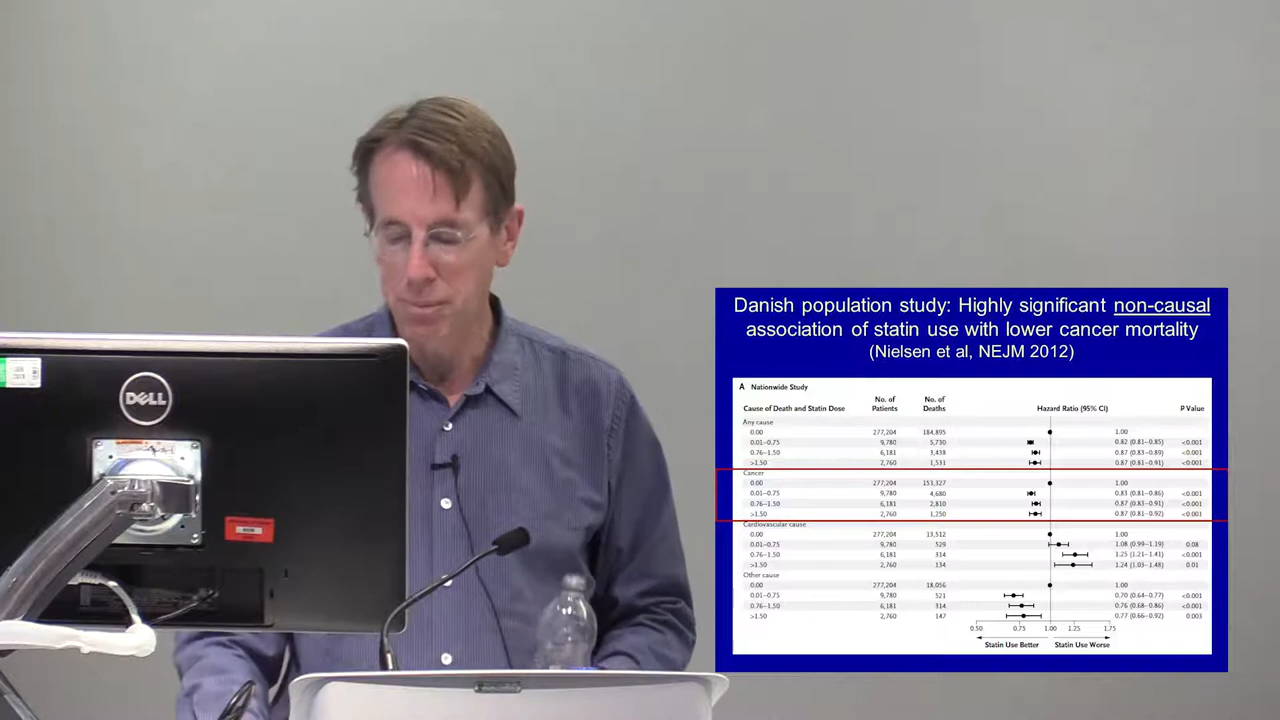 DELL
Danish population study: Highly significant non-causal
association of statin use with lower cancer mortality
(Nielsen et al, NEJM 2012)
A Nationwide Study
Cause of Death and Statin Dose No. of Patients No. of Deaths Hazard Ratio (95% CI) P Value
Any cause
0.00 277,204 184,895 1.00
0.01–0.75 9,780 5,730 0.82 (0.81–0.85) <0.001
0.76–1.50 6,181 3,438 0.87 (0.83–0.89) <0.001
>1.50 2,760 1,531 0.87 (0.81–0.91) <0.001
Cancer
0.00 277,204 153,327 1.00
0.01–0.75 9,780 4,680 0.83 (0.81–0.86) <0.001
0.76–1.50 6,181 2,810 0.87 (0.83–0.91) <0.001
>1.50 2,760 1,250 0.87 (0.81–0.92) <0.001
Cardiovascular cause
0.00 277,204 13,512 1.00
0.01–0.75 9,780 529 1.08 (0.99–1.19) 0.08
0.76–1.50 6,181 314 1.25 (1.21–1.41) <0.001
>1.50 2,760 134 1.24 (1.03–1.48) 0.01
Other cause
0.00 277,204 18,056 1.00
0.01–0.75 9,780 521 0.70 (0.64–0.77) <0.001
0.76–1.50 6,181 314 0.76 (0.68–0.86) <0.001
>1.50 2,760 147 0.77 (0.66–0.92) 0.003
0.50 0.75 1.00 1.25 1.75
Statin Use Better Statin Use Worse